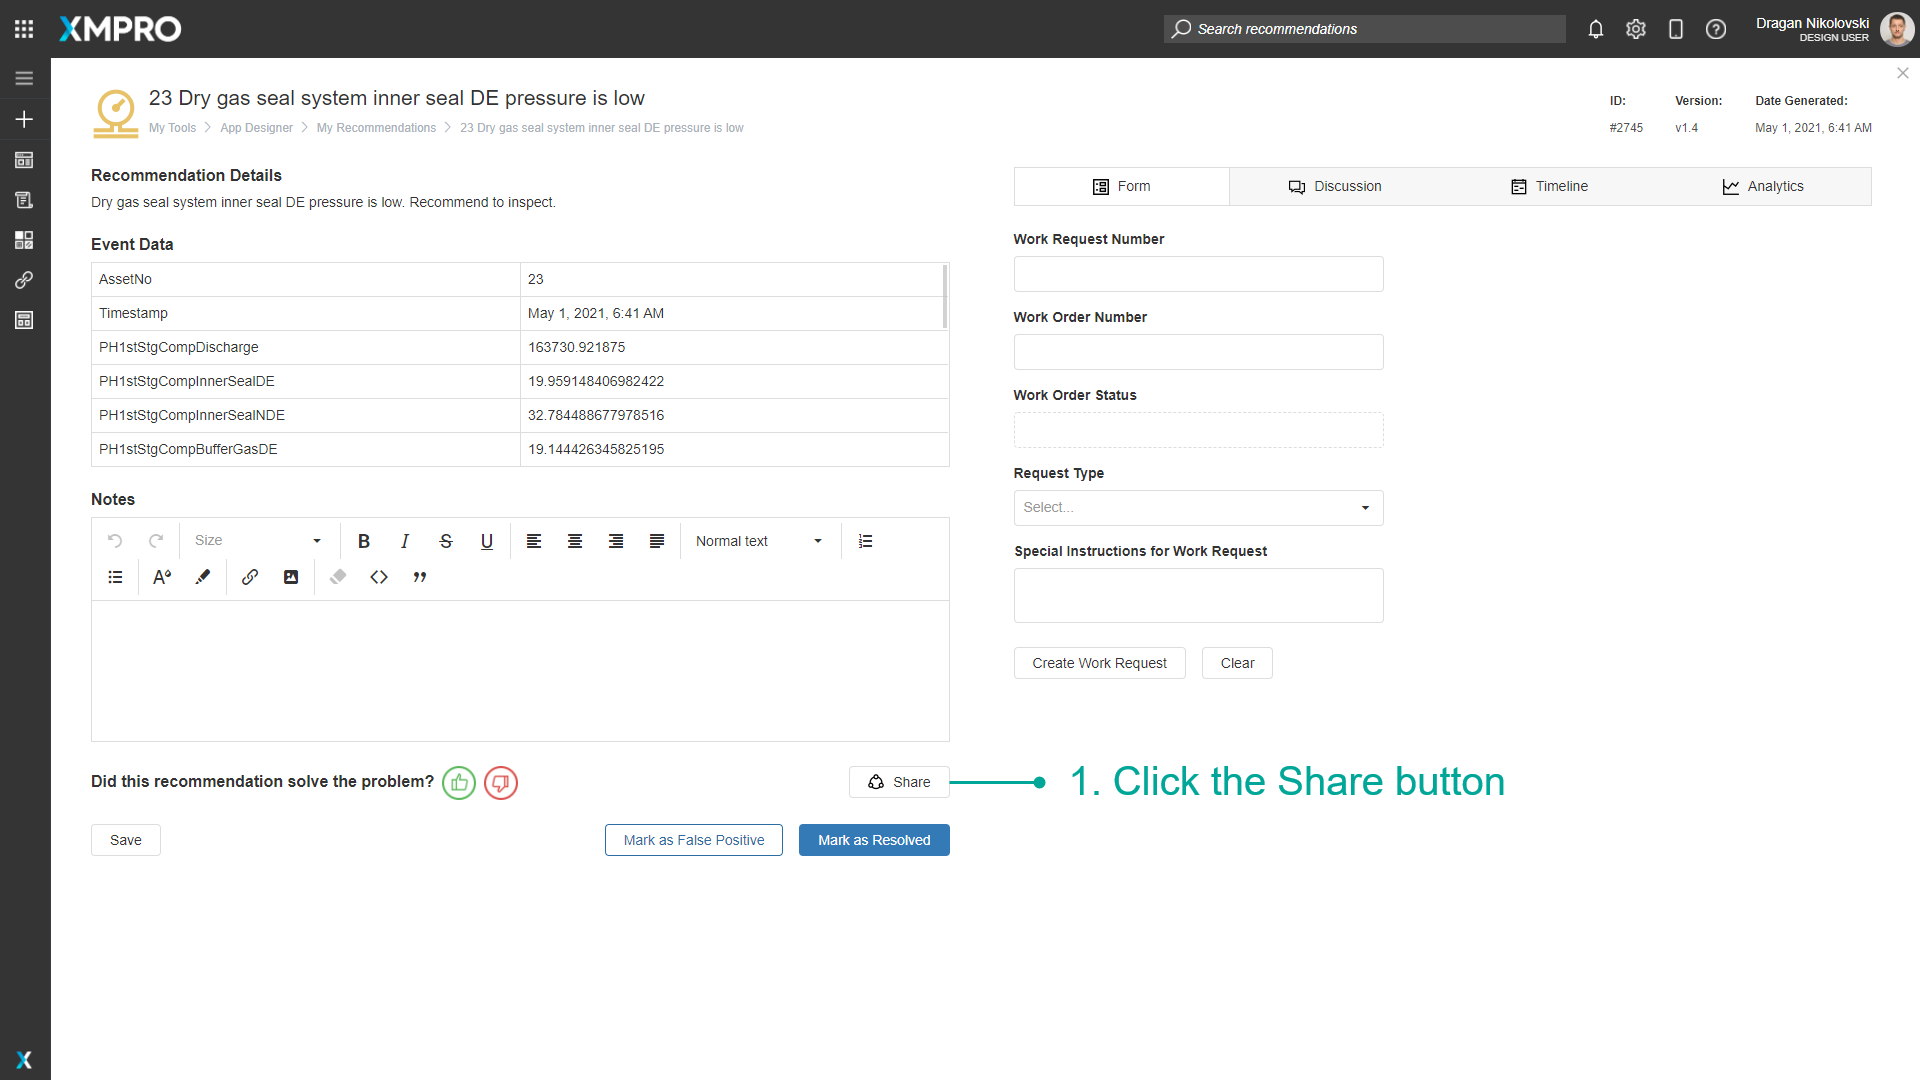 XMPRO
Search recommendations
Dragan Nikolovski
DESIGN USER
23 Dry gas seal system inner seal DE pressure is low
My Tools > App Designer > My Recommendations > 23 Dry gas seal system inner seal DE pressure is low
ID: Version: Date Generated:
#2745 v1.4 May 1, 2021, 6:41 AM
Recommendation Details
Dry gas seal system inner seal DE pressure is low. Recommend to inspect.
Event Data
AssetNo 23
Timestamp May 1, 2021, 6:41 AM
PH1stStgCompDischarge 163730.921875
PH1stStgCompInnerSealDE 19.959148406982422
PH1stStgCompInnerSealNDE 32.784488677978516
PH1stStgCompBufferGasDE 19.144426345825195
Notes
Size
Normal text
Did this recommendation solve the problem?
Share
Save
Mark as False Positive
Mark as Resolved
Form Discussion Timeline Analytics
Work Request Number
Work Order Number
Work Order Status
Request Type
Select...
Special Instructions for Work Request
Create Work Request
Clear
1. Click the Share button